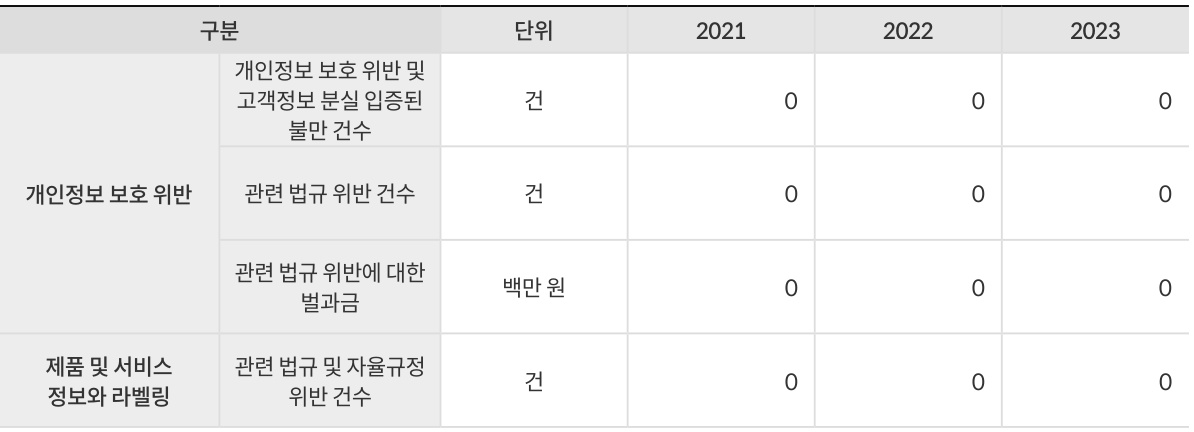 구분 단위 2021 2022 2023
개인정보 보호 위반
개인정보 보호 위반 및
고객정보 분실 입증된
불만 건수
건 0 0 0
관련 법규 위반 건수 건 0 0 0
관련 법규 위반에 대한
벌과금
백만 원 0 0 0
제품 및 서비스
정보와 라벨링
관련 법규 및 자율규정
위반 건수
건 0 0 0